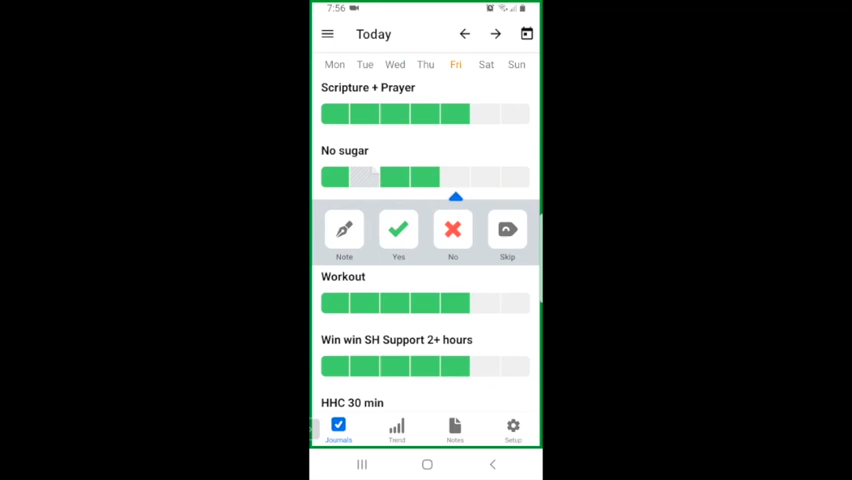 7:56
Today
Mon Tue Wed Thu Fri Sat Sun
Scripture + Prayer
No sugar
Note Yes No Skip
Workout
Win win SH Support 2+ hours
HHC 30 min
Journals Trend Notes Setup